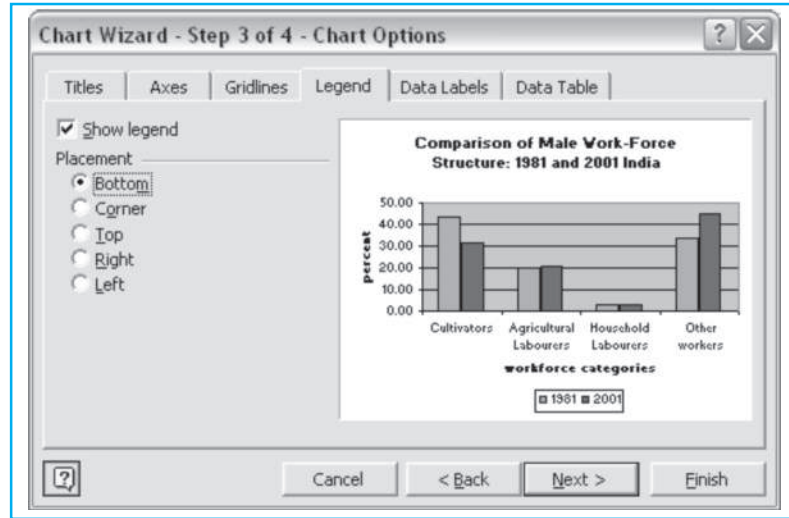 Chart Wizard - Step 3 of 4 - Chart Options
Titles
Axes
Gridlines
Legend
Data Labels
Data Table
Show legend
Placement
Bottom
Corner
Top
Right
Left
Comparison of Male Work-Force
Structure: 1981 and 2001 India
percent
50.00
40.00
30.00
20.00
10.00
0.00
Cultivators
Agricultural
Labourers
Household
Labourers
Other
workers
workforce categories
1981 2001
Cancel
< Back
Next >
Finish